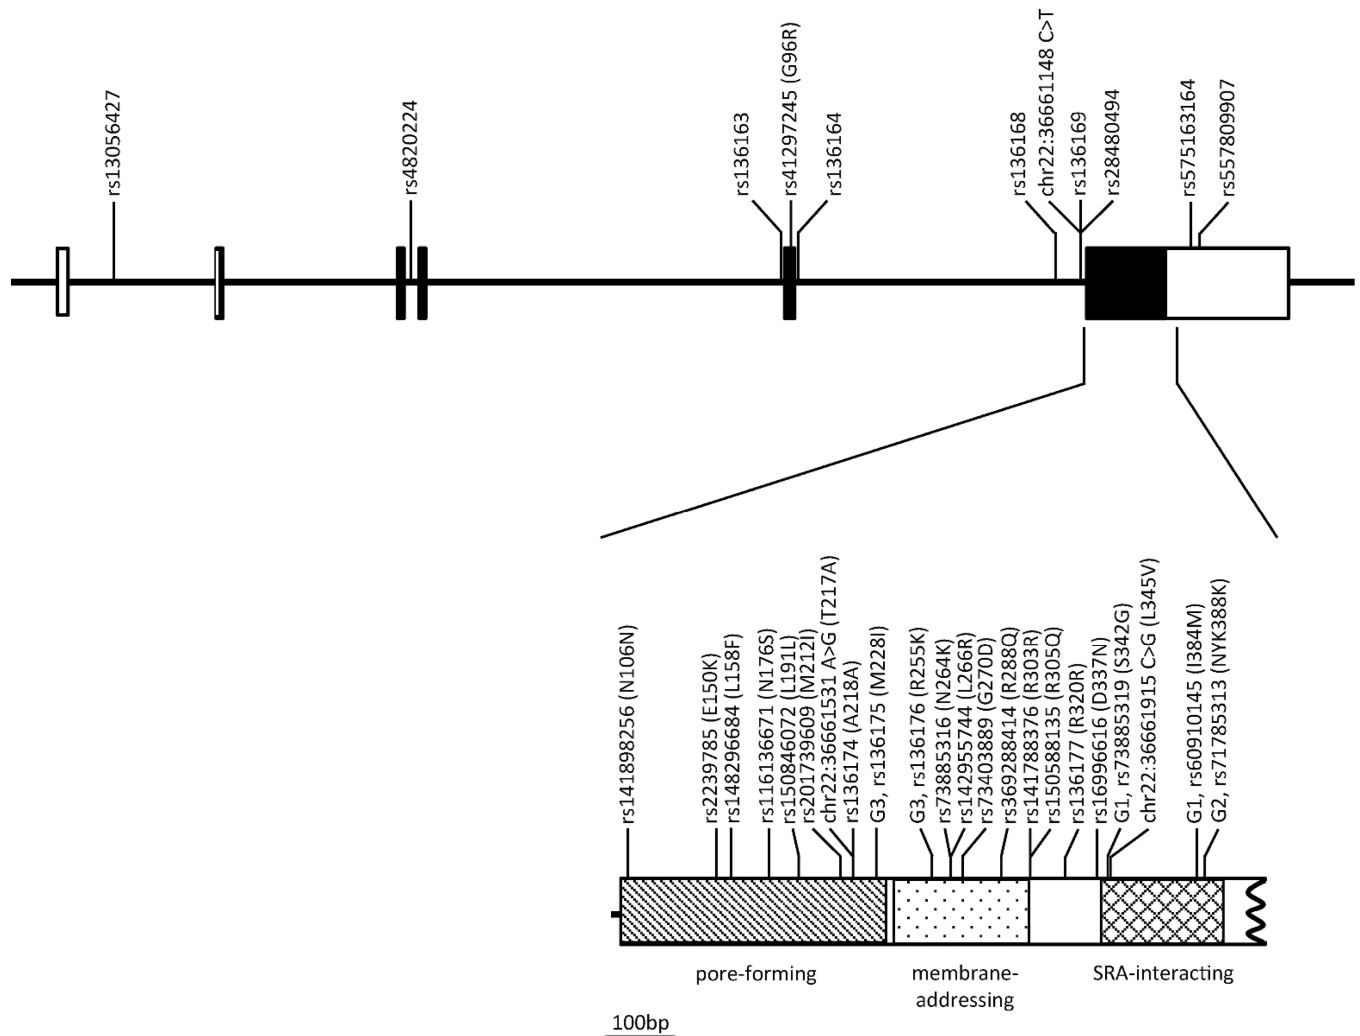 rs13056427
rs4820224
rs136163
rs41297245 (G96R)
rs136164
rs136168
chr22:36661148 C>T
rs136169
rs28480494
rs575163164
rs557809907
rs141898256 (N106N)
rs2239785 (E150K)
rs148296684 (L158F)
rs116136671 (N176S)
rs150846072 (L191L)
rs201739609 (M212I)
chr22:36661531 A>G (T217A)
rs136174 (A218A)
G3, rs136175 (M228I)
G3, rs136176 (R255K)
rs73885316 (N264K)
rs142955744 (L266R)
rs73403889 (G270D)
rs369288414 (R288Q)
rs141788376 (R303R)
rs150588135 (R305Q)
rs136177 (R320R)
rs16996616 (D337N)
G1, rs73885319 (S342G)
chr22:36661915 C>G (L345V)
G1, rs60910145 (I384M)
G2, rs71785313 (NYK388K)
pore-forming
membrane-
addressing
SRA-interacting
100bp